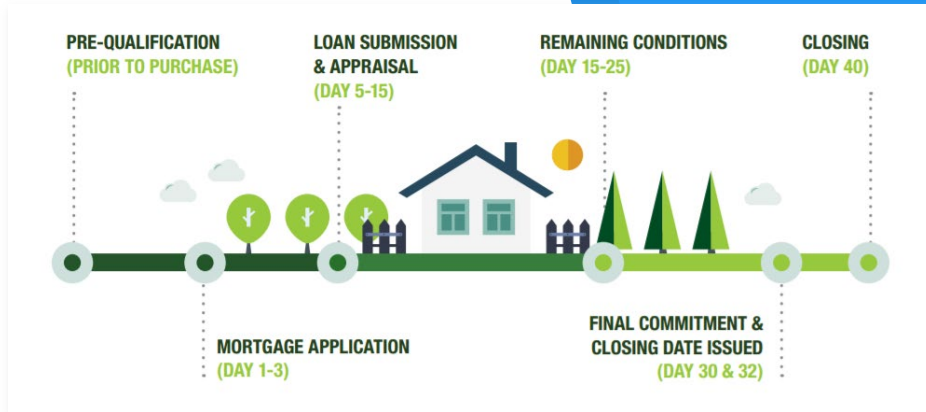 PRE-QUALIFICATION
(PRIOR TO PURCHASE)
LOAN SUBMISSION
& APPRAISAL
(DAY 5-15)
REMAINING CONDITIONS
(DAY 15-25)
CLOSING
(DAY 40)
MORTGAGE APPLICATION
(DAY 1-3)
FINAL COMMITMENT &
CLOSING DATE ISSUED
(DAY 30 & 32)